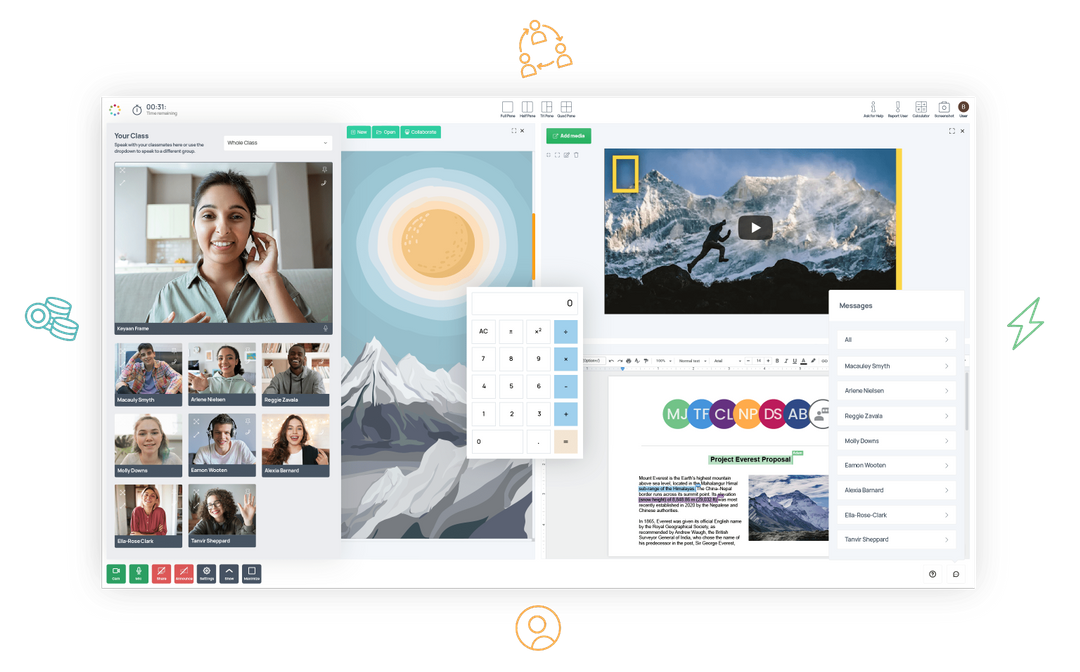 00:31:
Time remaining
Full Pane
Half Pane
Tri Pane
Quad Pane
Ask for Help
Report User
Calculator
Screenshot
B
User
Your Class
Speak with your classmates here or use the
dropdown to speak to a different group.
Whole Class
Keyaan Frame
Macauly Smyth
Arlene Nielsen
Reggie Zavala
Molly Downs
Eamon Wooten
Alexia Barnard
Ella-Rose Clark
Tanvir Sheppard
New
Open
Collaborate
Add media
0
AC
±
x²
÷
7
8
9
×
4
5
6
-
1
2
3
+
0
.
=
100%
Normal text
Arial
14
B I U A
MJ TF CL NP DS AB
Project Everest Proposal
Mount Everest is the Earth's highest mountain
above sea level, located in the Mahalangur Himal
sub-range of the Himalayas. The China-Nepal
border runs across its summit point. Its elevation
(snow height) of 8,848.86 m (29,032 ft) was most
recently established in 2020 by the Nepalese and
Chinese authorities.
In 1865, Everest was given its official English name
by the Royal Geographical Society, as
recommended by Andrew Waugh, the British
Surveyor General of India, who chose the name of
his predecessor in the post, Sir George Everest,
Messages
All
Macauley Smyth
Arlene Nielsen
Reggie Zavala
Molly Downs
Eamon Wooten
Alexia Barnard
Ella-Rose-Clark
Tanvir Sheppard
Cam
Mic
Share
Announce
Settings
Show
Maximize